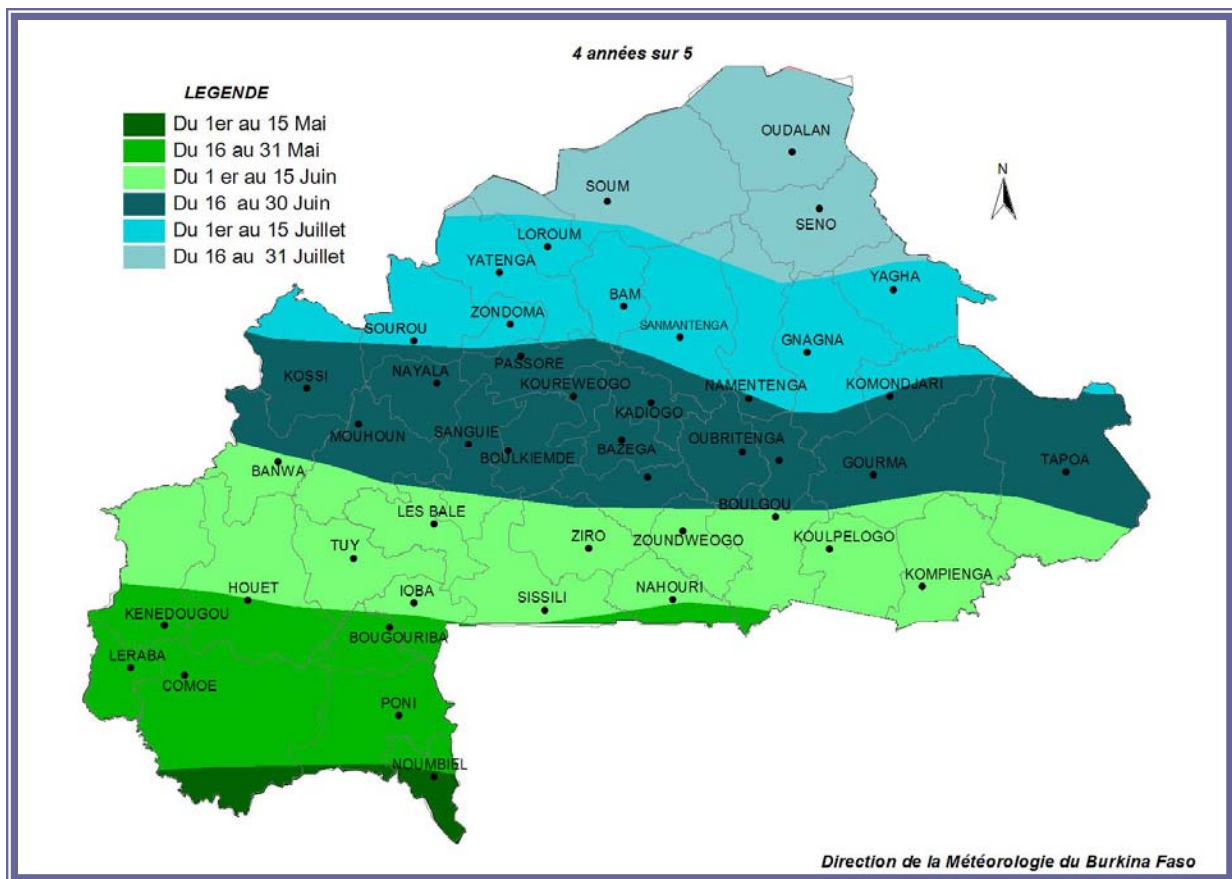 4 années sur 5
LEGENDE
Du 1er au 15 Mai
Du 16 au 31 Mai
Du 1 er au 15 Juin
Du 16 au 30 Juin
Du 1er au 15 Juillet
Du 16 au 31 Juillet
N
OUDALAN
SOUM
SENO
LOROUM
YATENGA
YAGHA
BAM
ZONDOMA
SANMANTENGA
SOUROU
GNAGNA
PASSORE
NAYALA
KOSSI
KOUREWEOGO
NAMENTENGA
KOMONDJARI
KADIOGO
MOUHOUN
SANGUIE
BAZEGA
OUBRITENGA
BOULKIEMDE
GOURMA
TAPOA
BANWA
BOULGOU
LES BALE
TUY
ZIRO
ZOUNDWEOGO
KOULPELOGO
KOMPIENGA
HOUET
IOBA
SISSILI
NAHOURI
KENEDOUGOU
BOUGOURIBA
LERABA
COMOE
PONI
NOUMBIEL
Direction de la Météorologie du Burkina Faso